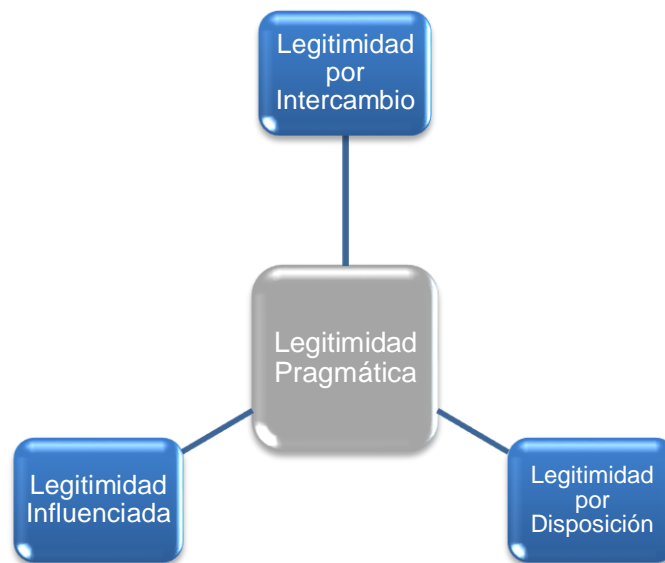 Legitimidad
por
Intercambio
Legitimidad
Pragmática
Legitimidad
Influenciada
Legitimidad
por
Disposición